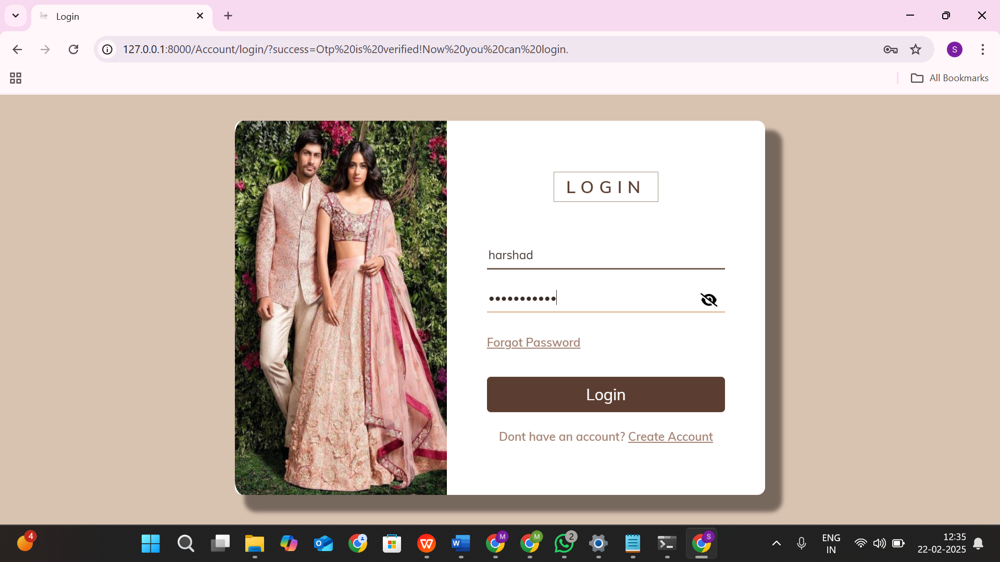 Login
127.0.0.1:8000/Account/login/?success=Otp%20is%20verified!Now%20you%20can%20login.
S
All Bookmarks
LOGIN
harshad
Forgot Password
Login
Dont have an account? Create Account
4
W
M
M
2
S
ENG
IN
12:35
22-02-2025